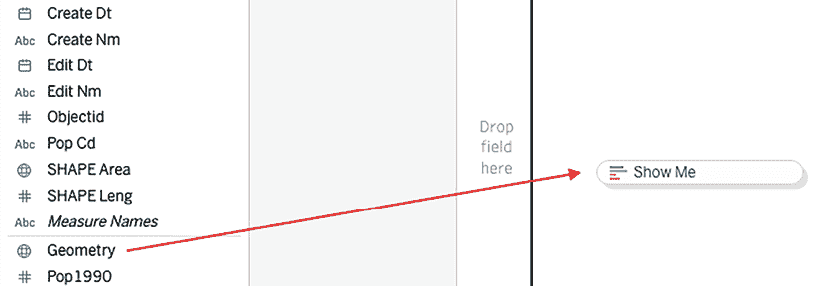 Create Dt
Abc Create Nm
Edit Dt
Abc Edit Nm
# Objectid
Abc Pop Cd
SHAPE Area
# SHAPE Leng
Abc Measure Names
Geometry
# Pop1990
Drop
field
here
Show Me